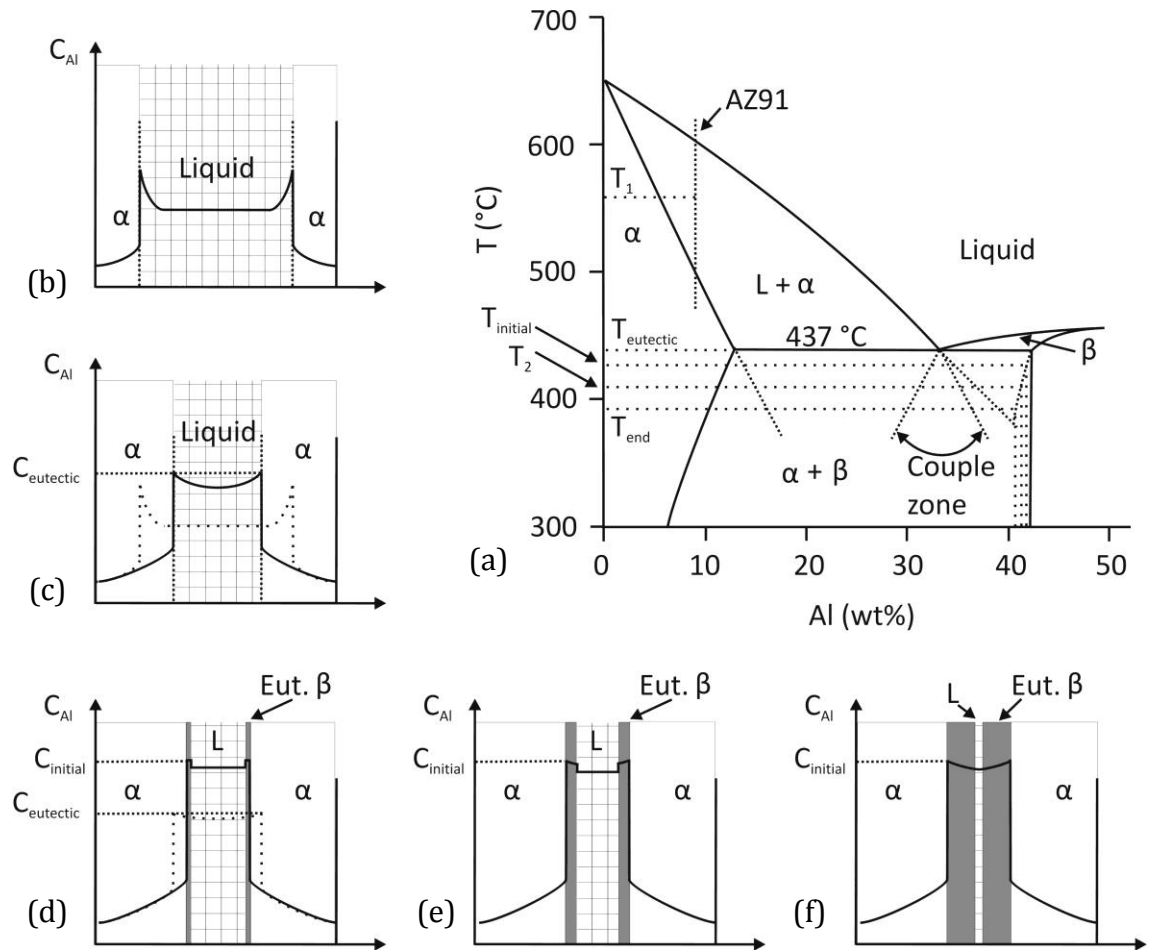 C_Al
Liquid
α
α
(b)
C_Al
Liquid
α
α
C_eutectic
(c)
700
600
500
400
300
T (°C)
AZ91
T_1
α
Liquid
L + α
T_initial
T_2
T_eutectic
437 °C
β
T_end
α + β
Couple
zone
(a)
0
10
20
30
40
50
Al (wt%)
Eut. β
C_Al
L
C_initial
α
α
C_eutectic
(d)
Eut. β
C_Al
L
C_initial
α
α
(e)
L
Eut. β
C_Al
C_initial
α
α
(f)